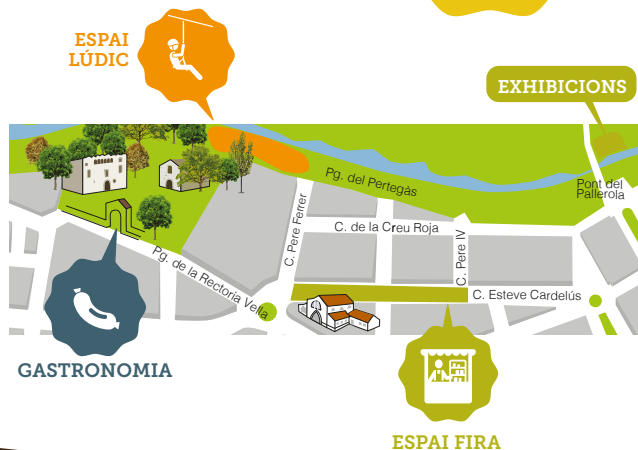 ESPAI
LÚDIC
EXHIBICIONS
Pg. del Pertegàs
Pont del
Pallerola
C. Pere Ferrer
C. de la Creu Roja
C. Pere IV
Pg. de la Rectoria Vella
C. Esteve Cardelús
GASTRONOMIA
ESPAI FIRA